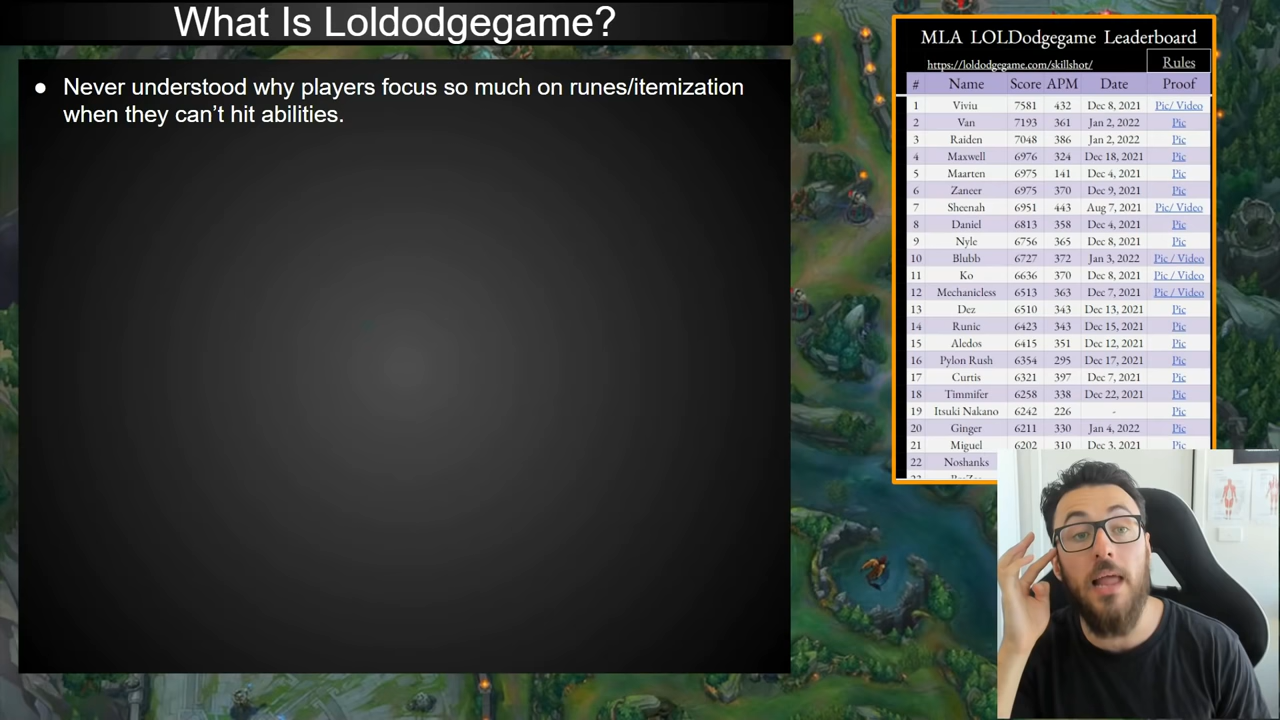 What Is Loldodgegame?
● Never understood why players focus so much on runes/itemization
when they can’t hit abilities.
MLA LOLDodgegame Leaderboard
https://loldodgegame.com/skillshot/ Rules
# Name Score APM Date Proof
1 Viviu 7581 432 Dec 8, 2021 Pic/ Video
2 Van 7193 361 Jan 2, 2022 Pic
3 Raiden 7048 386 Jan 2, 2022 Pic
4 Maxwell 6976 324 Dec 18, 2021 Pic
5 Maarten 6975 141 Dec 4, 2021 Pic
6 Zaneer 6975 370 Dec 9, 2021 Pic
7 Sheenah 6951 443 Aug 7, 2021 Pic/ Video
8 Daniel 6813 358 Dec 4, 2021 Pic
9 Nyle 6756 365 Dec 8, 2021 Pic
10 Blubb 6727 372 Jan 3, 2022 Pic / Video
11 Ko 6636 370 Dec 8, 2021 Pic / Video
12 Mechanicless 6513 363 Dec 7, 2021 Pic / Video
13 Dez 6510 343 Dec 13, 2021 Pic
14 Runic 6423 343 Dec 15, 2021 Pic
15 Aledos 6415 351 Dec 12, 2021 Pic
16 Pylon Rush 6354 295 Dec 17, 2021 Pic
17 Curtis 6321 397 Dec 7, 2021 Pic
18 Timmifer 6258 338 Dec 22, 2021 Pic
19 Itsuki Nakano 6242 226 - Pic
20 Ginger 6211 330 Jan 4, 2022 Pic
21 Miguel 6202 310 Dec 3, 2021 Pic
22 Noshanks